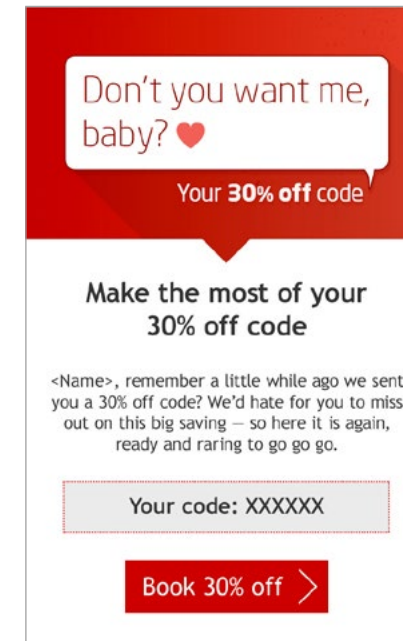 Don't you want me,
baby?
Your 30% off code
Make the most of your
30% off code
<Name>, remember a little while ago we sent
you a 30% off code? We'd hate for you to miss
out on this big saving — so here it is again,
ready and raring to go go go.
Your code: XXXXXX
Book 30% off